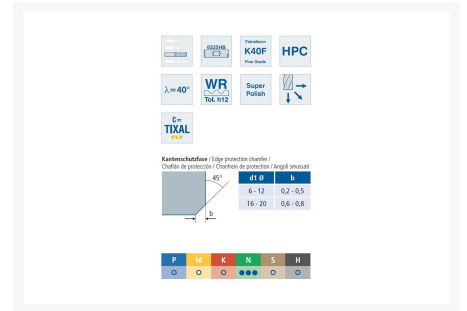 6535HB
Feinstkorn
K40F
Fine Grade
HPC
λ=40°
WR
Tol. h12
Super
Polish
C=
TIXAL
Kantenschutzfase / Edge protection chamfer /
Chaflán de protección / Chanfrein de protection / Angoli smussati
45°
b
d1 Ø b
6 - 12 0,2 - 0,5
16 - 20 0,6 - 0,8
P M K N S H